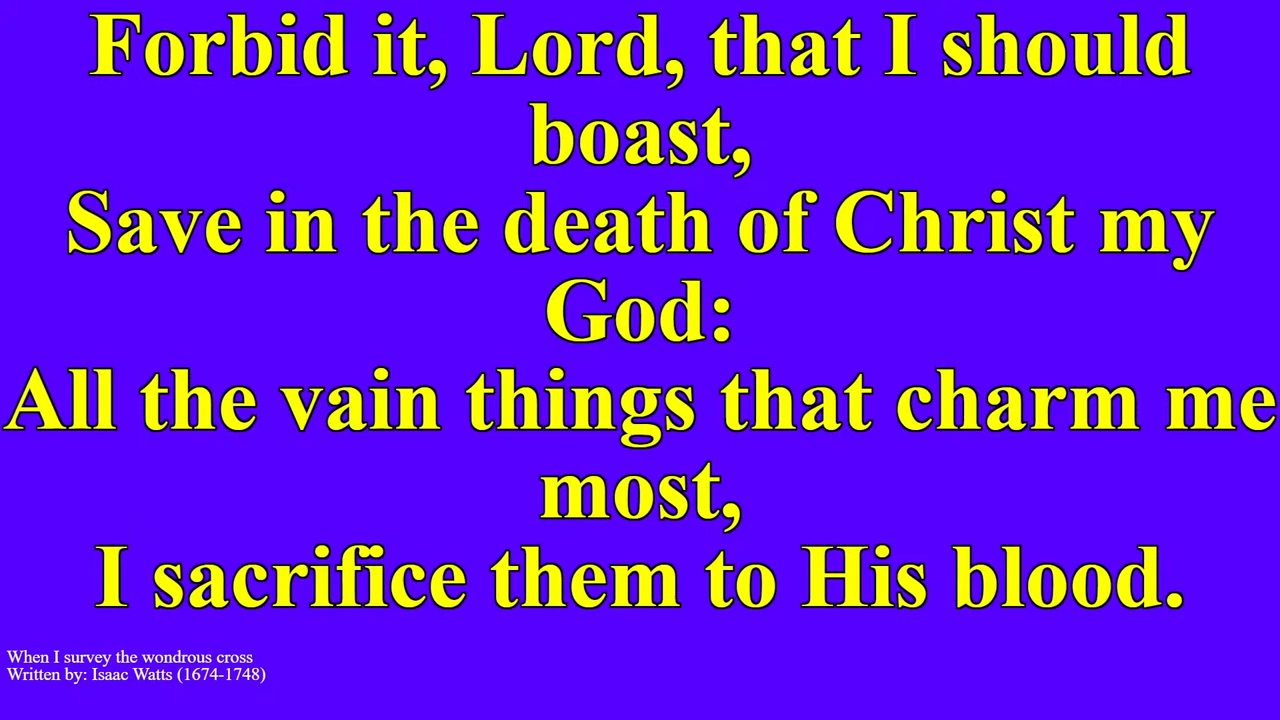 Forbid it, Lord, that I should
boast,
Save in the death of Christ my
God:
All the vain things that charm me
most,
I sacrifice them to His blood.
When I survey the wondrous cross
Written by: Isaac Watts (1674-1748)